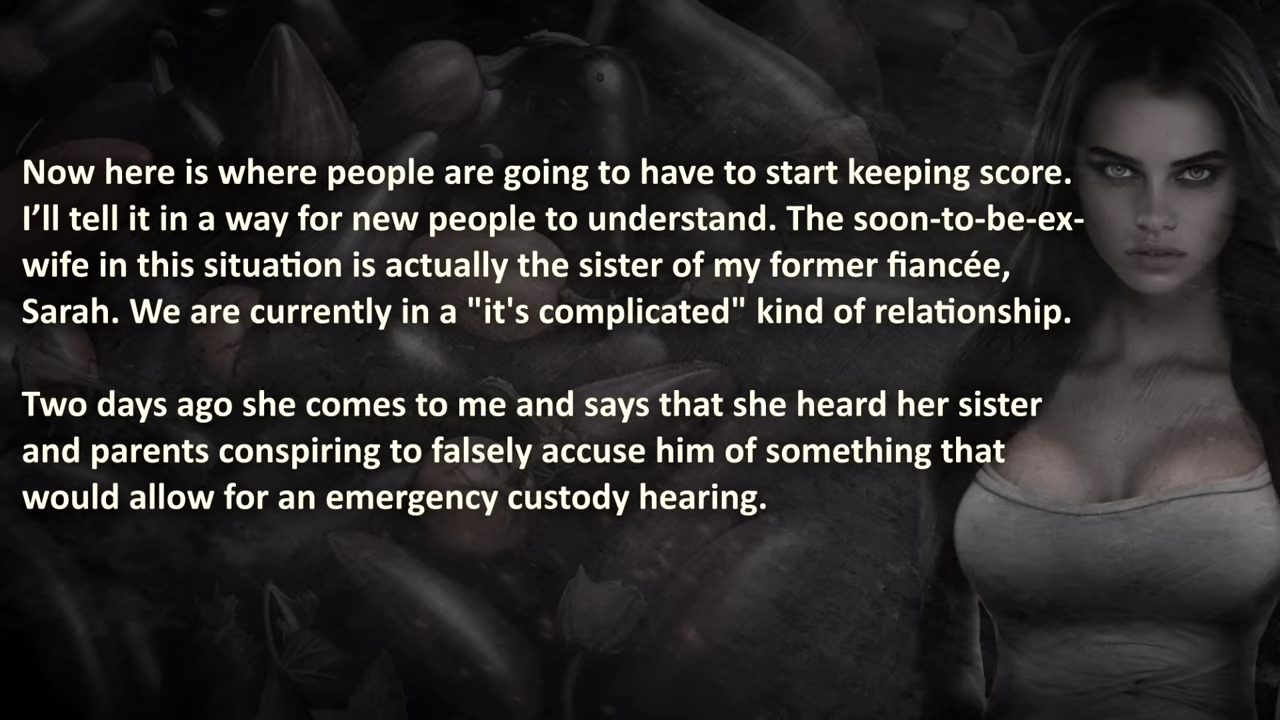 Now here is where people are going to have to start keeping score.
I’ll tell it in a way for new people to understand. The soon-to-be-ex-
wife in this situation is actually the sister of my former fiancée,
Sarah. We are currently in a "it's complicated" kind of relationship.
Two days ago she comes to me and says that she heard her sister
and parents conspiring to falsely accuse him of something that
would allow for an emergency custody hearing.